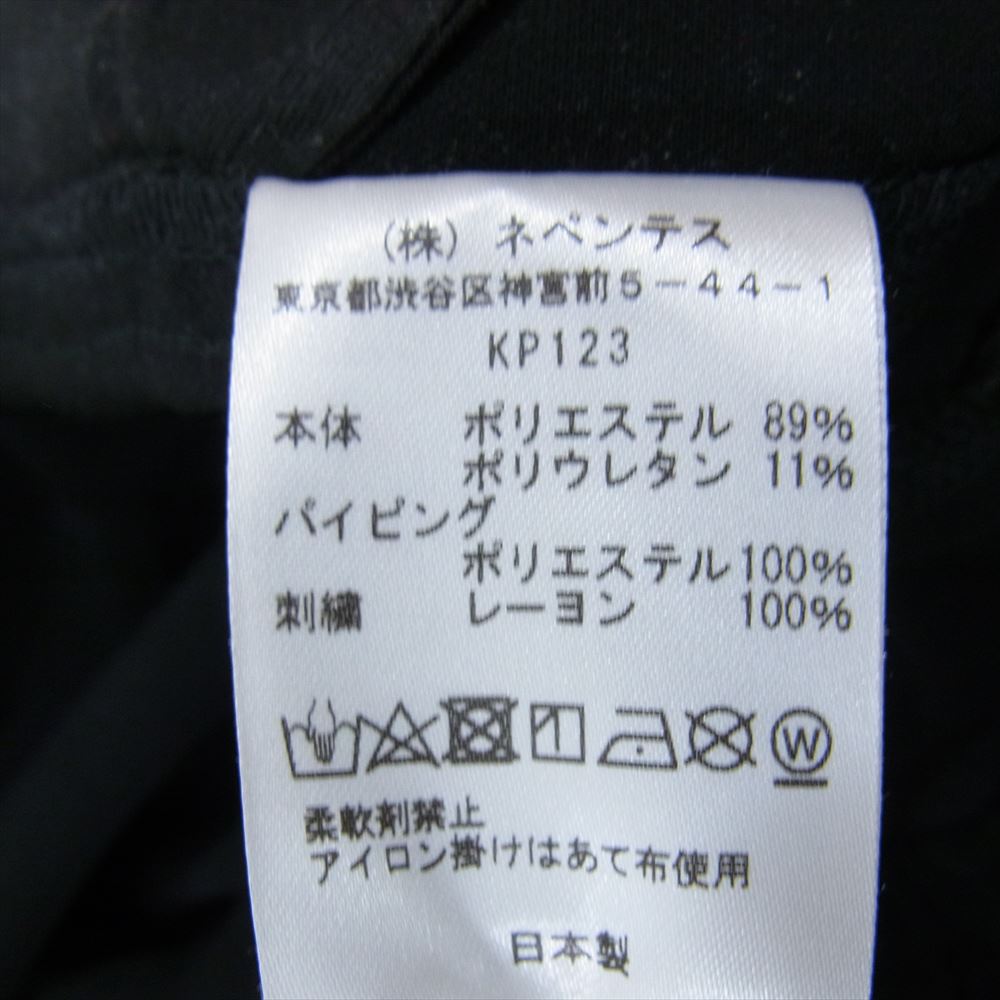 (株) ネペンテス
東京都渋谷区神宮前5-44-1
KP123
本体 ポリエステル 89%
ポリウレタン 11%
パイピング
ポリエステル100%
刺繍 レーヨン 100%
W
柔軟剤禁止
アイロン掛けはあて布使用
日本製